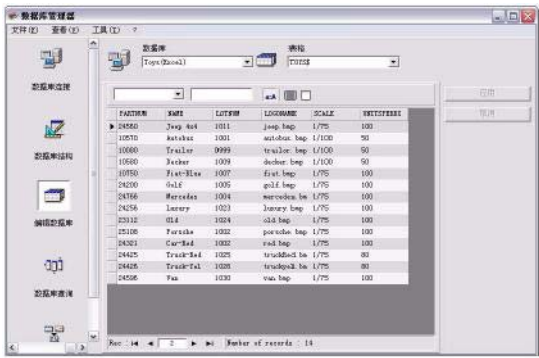 数据库管理器
文件(F) 查看(V) 工具(T) ?
数据库 表格
Toys(Excel) TOYS$
数据库连接
数据库结构
编辑数据库
数据库查询
应用
取消
PARTNUM NAME LOTNUM LOGONAME SCALE UNITSPERBX
24560 Jeep 4x4 1011 jeep.bmp 1/75 100
10570 Autobus 1001 autobus.bmp 1/100 50
10880 Trailer 0999 trailor.bmp 1/100 50
10580 Decker 1009 decker.bmp 1/100 50
10750 Fiat-Blue 1007 fiat.bmp 1/75 100
24200 Golf 1005 golf.bmp 1/75 100
24766 Mercedes 1004 mercedes.bm 1/75 100
24256 Luxury 1023 luxury.bmp 1/75 100
23112 Old 1024 old.bmp 1/75 100
25108 Porsche 1002 porsche.bmp 1/75 100
24321 Car-Red 1002 red.bmp 1/75 100
24425 Truck-Red 1025 truckRed.bm 1/75 80
24426 Truck-Yel 1026 truckyell.bm 1/75 80
24596 Van 1030 van.bmp 1/75 100
Rec : 2 Number of records : 14